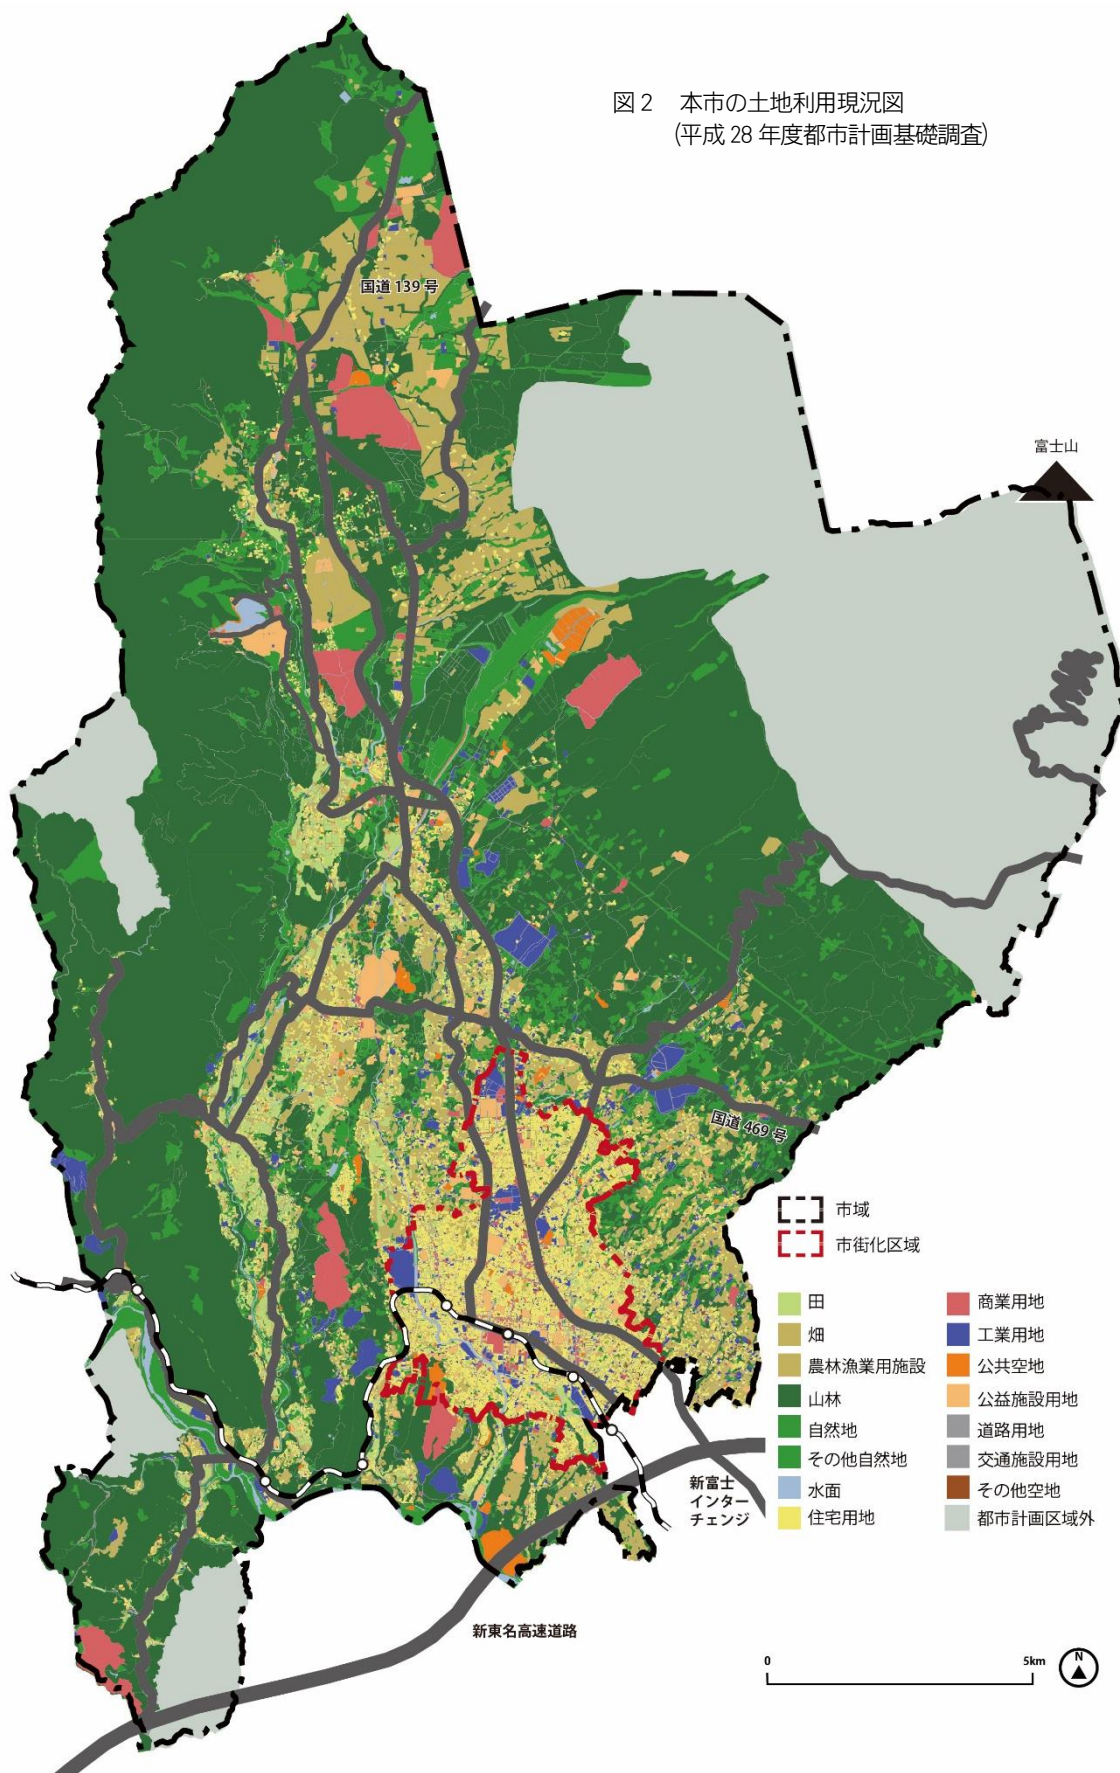 図2 本市の土地利用現況図
(平成28年度都市計画基礎調査)
国道139号
富士山
国道469号
市域
市街化区域
田
畑
農林漁業用施設
山林
自然地
その他自然地
水面
住宅用地
商業用地
工業用地
公共空地
公益施設用地
道路用地
交通施設用地
その他空地
都市計画区域外
新富士
インター
チェンジ
新東名高速道路
0 5km
N